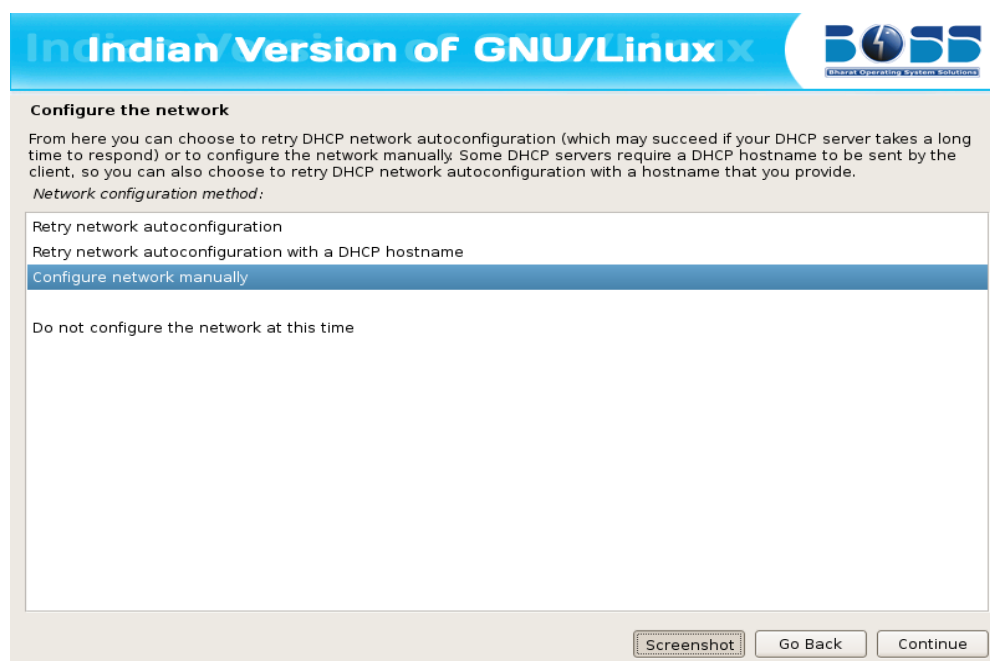 Indian Version of GNU/Linux
BOSS
Bharat Operating System Solutions
Configure the network
From here you can choose to retry DHCP network autoconfiguration (which may succeed if your DHCP server takes a long
time to respond) or to configure the network manually. Some DHCP servers require a DHCP hostname to be sent by the
client, so you can also choose to retry DHCP network autoconfiguration with a hostname that you provide.
Network configuration method:
Retry network autoconfiguration
Retry network autoconfiguration with a DHCP hostname
Configure network manually
Do not configure the network at this time
Screenshot Go Back Continue